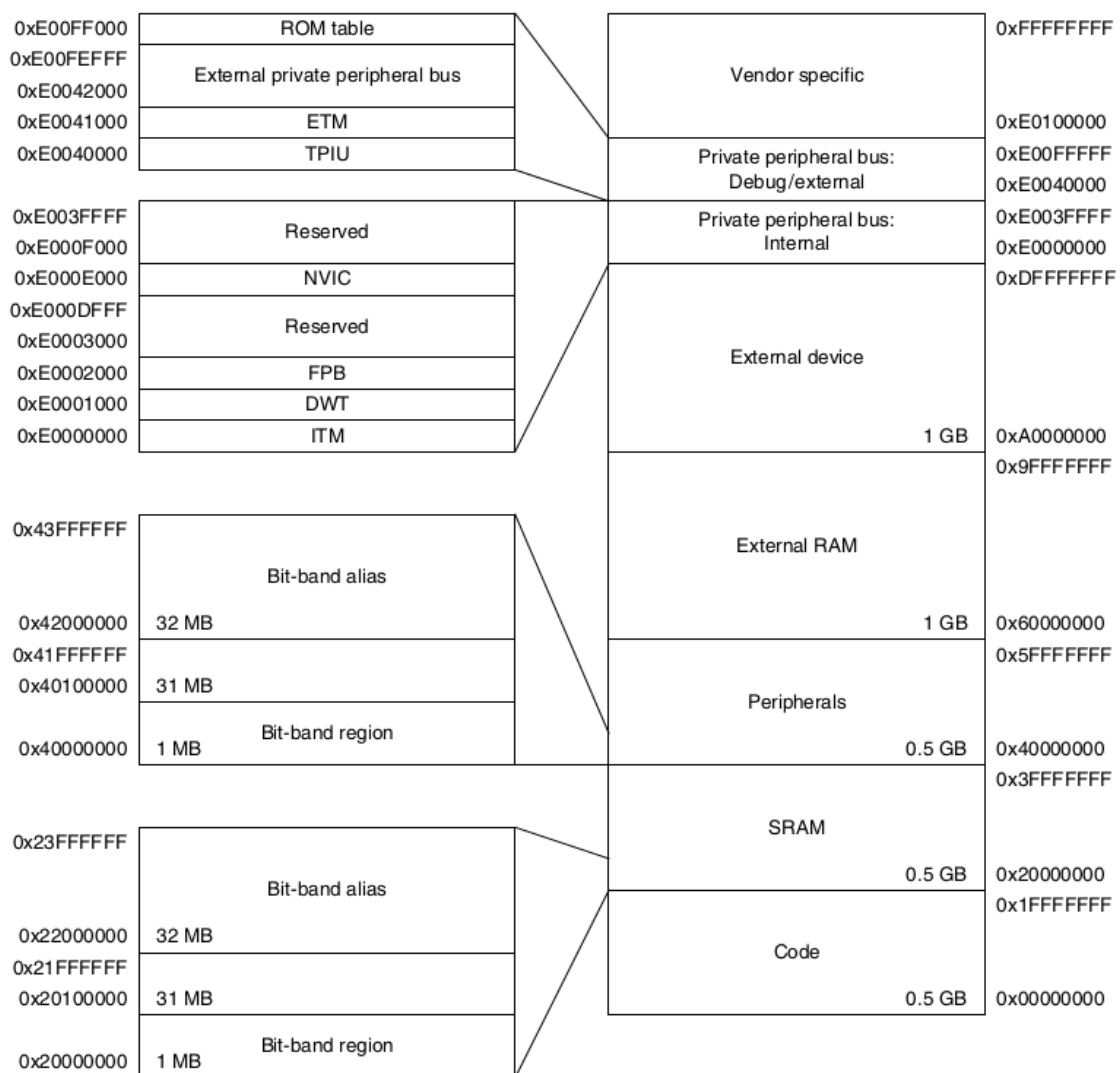 0xE00FF000 ROM table
0xE00FEFFF
External private peripheral bus
0xE0042000
0xE0041000 ETM
0xE0040000 TPIU
0xE003FFFF
Reserved
0xE000F000
0xE000E000 NVIC
0xE000DFFF
Reserved
0xE0003000
0xE0002000 FPB
0xE0001000 DWT
0xE0000000 ITM
0x43FFFFFF
Bit-band alias
0x42000000 32 MB
0x41FFFFFF
0x40100000 31 MB
Bit-band region
0x40000000 1 MB
0x23FFFFFF
Bit-band alias
0x22000000 32 MB
0x21FFFFFF
0x20100000 31 MB
Bit-band region
0x20000000 1 MB
0xFFFFFFFF
Vendor specific
0xE0100000
Private peripheral bus: 0xE00FFFFF
Debug/external 0xE0040000
Private peripheral bus: 0xE003FFFF
Internal 0xE0000000
0xDFFFFFFF
External device
1 GB 0xA0000000
0x9FFFFFFF
External RAM
1 GB 0x60000000
0x5FFFFFFF
Peripherals
0.5 GB 0x40000000
0x3FFFFFFF
SRAM
0.5 GB 0x20000000
0x1FFFFFFF
Code
0.5 GB 0x00000000